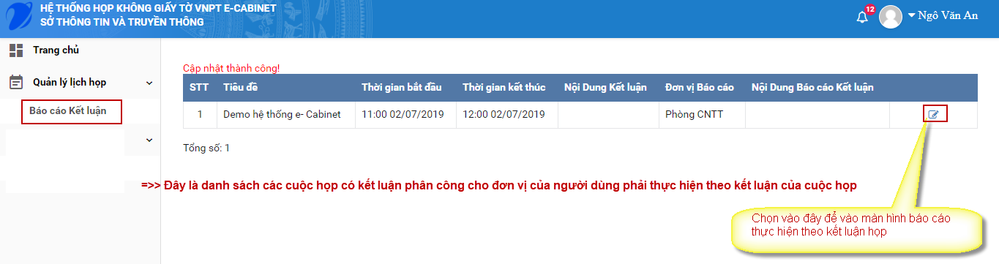 HỆ THỐNG HỌP KHÔNG GIẤY TỜ VNPT E-CABINET
SỞ THÔNG TIN VÀ TRUYỀN THÔNG
12
Ngô Văn An
Trang chủ
Quản lý lịch họp
Báo cáo Kết luận
Cập nhật thành công!
STT Tiêu đề Thời gian bắt đầu Thời gian kết thúc Nội Dung Kết luận Đơn vị Báo cáo Nội Dung Báo cáo Kết luận
1 Demo hệ thống e- Cabinet 11:00 02/07/2019 12:00 02/07/2019 Phòng CNTT
Tổng số: 1
=>> Đây là danh sách các cuộc họp có kết luận phân công cho đơn vị của người dùng phải thực hiện theo kết luận của cuộc họp
Chọn vào đây để vào màn hình báo cáo
thực hiện theo kết luận họp